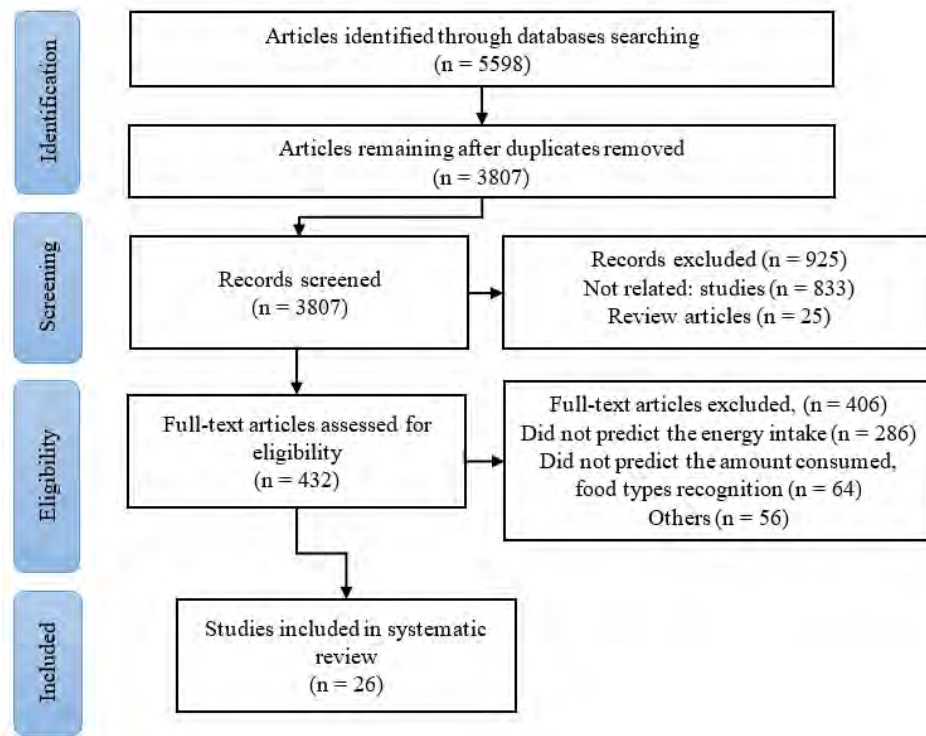 Identification
Articles identified through databases searching
(n = 5598)
Articles remaining after duplicates removed
(n = 3807)
Screening
Records screened
(n = 3807)
Records excluded (n = 925)
Not related: studies (n = 833)
Review articles (n = 25)
Eligibility
Full-text articles assessed for
eligibility
(n = 432)
Full-text articles excluded, (n = 406)
Did not predict the energy intake (n = 286)
Did not predict the amount consumed,
food types recognition (n = 64)
Others (n = 56)
Included
Studies included in systematic
review
(n = 26)